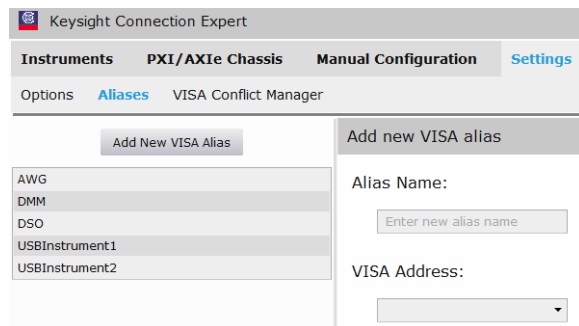 Keysight Connection Expert
Instruments PXI/AXIe Chassis Manual Configuration Settings
Options Aliases VISA Conflict Manager
Add New VISA Alias
AWG
DMM
DSO
USBInstrument1
USBInstrument2
Add new VISA alias
Alias Name:
Enter new alias name
VISA Address: